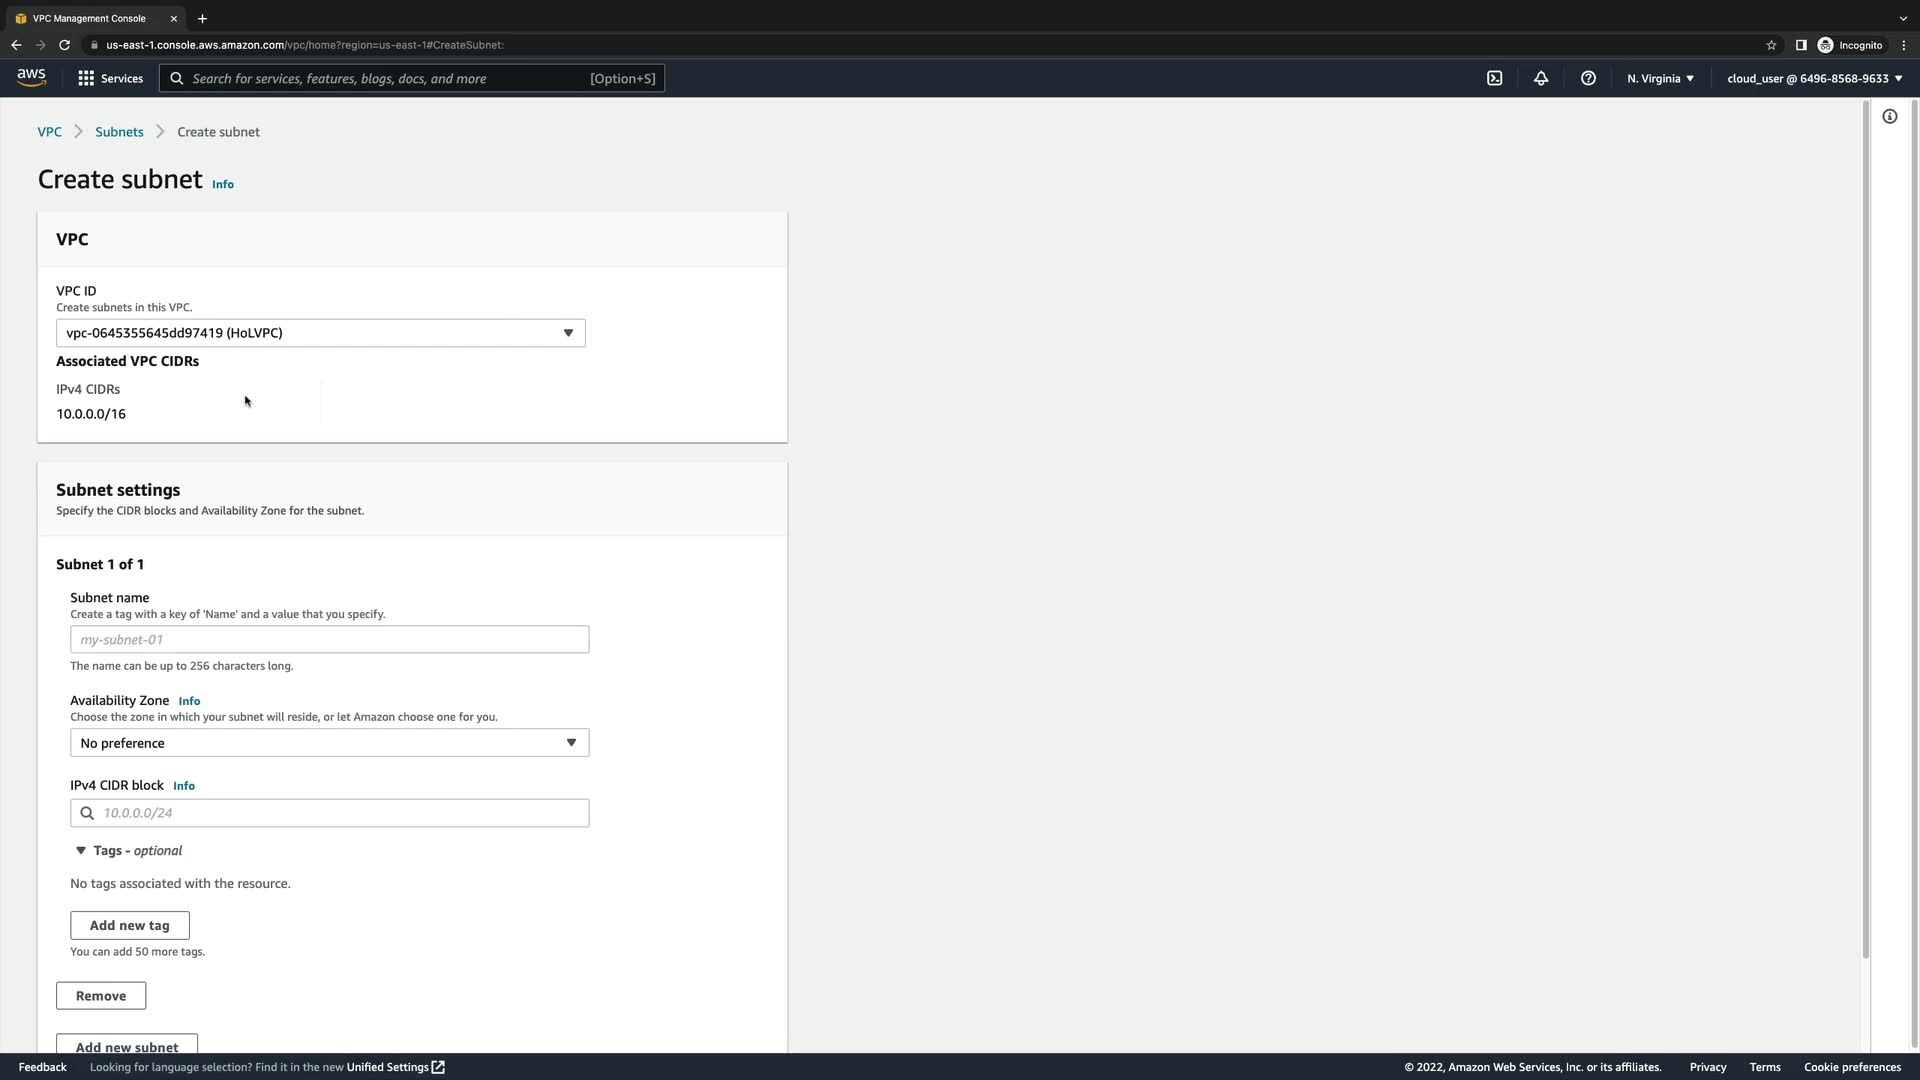 VPC Management Console
us-east-1.console.aws.amazon.com/vpc/home?region=us-east-1#CreateSubnet:
Incognito
aws
Services
Search for services, features, blogs, docs, and more
[Option+S]
N. Virginia
cloud_user @ 6496-8568-9633
VPC
Subnets
Create subnet
Create subnet Info
VPC
VPC ID
Create subnets in this VPC.
vpc-0645355645dd97419 (HoLVPC)
Associated VPC CIDRs
IPv4 CIDRs
10.0.0.0/16
Subnet settings
Specify the CIDR blocks and Availability Zone for the subnet.
Subnet 1 of 1
Subnet name
Create a tag with a key of 'Name' and a value that you specify.
my-subnet-01
The name can be up to 256 characters long.
Availability Zone Info
Choose the zone in which your subnet will reside, or let Amazon choose one for you.
No preference
IPv4 CIDR block Info
10.0.0.0/24
Tags - optional
No tags associated with the resource.
Add new tag
You can add 50 more tags.
Remove
Add new subnet
Feedback
Looking for language selection? Find it in the new Unified Settings
© 2022, Amazon Web Services, Inc. or its affiliates.
Privacy
Terms
Cookie preferences